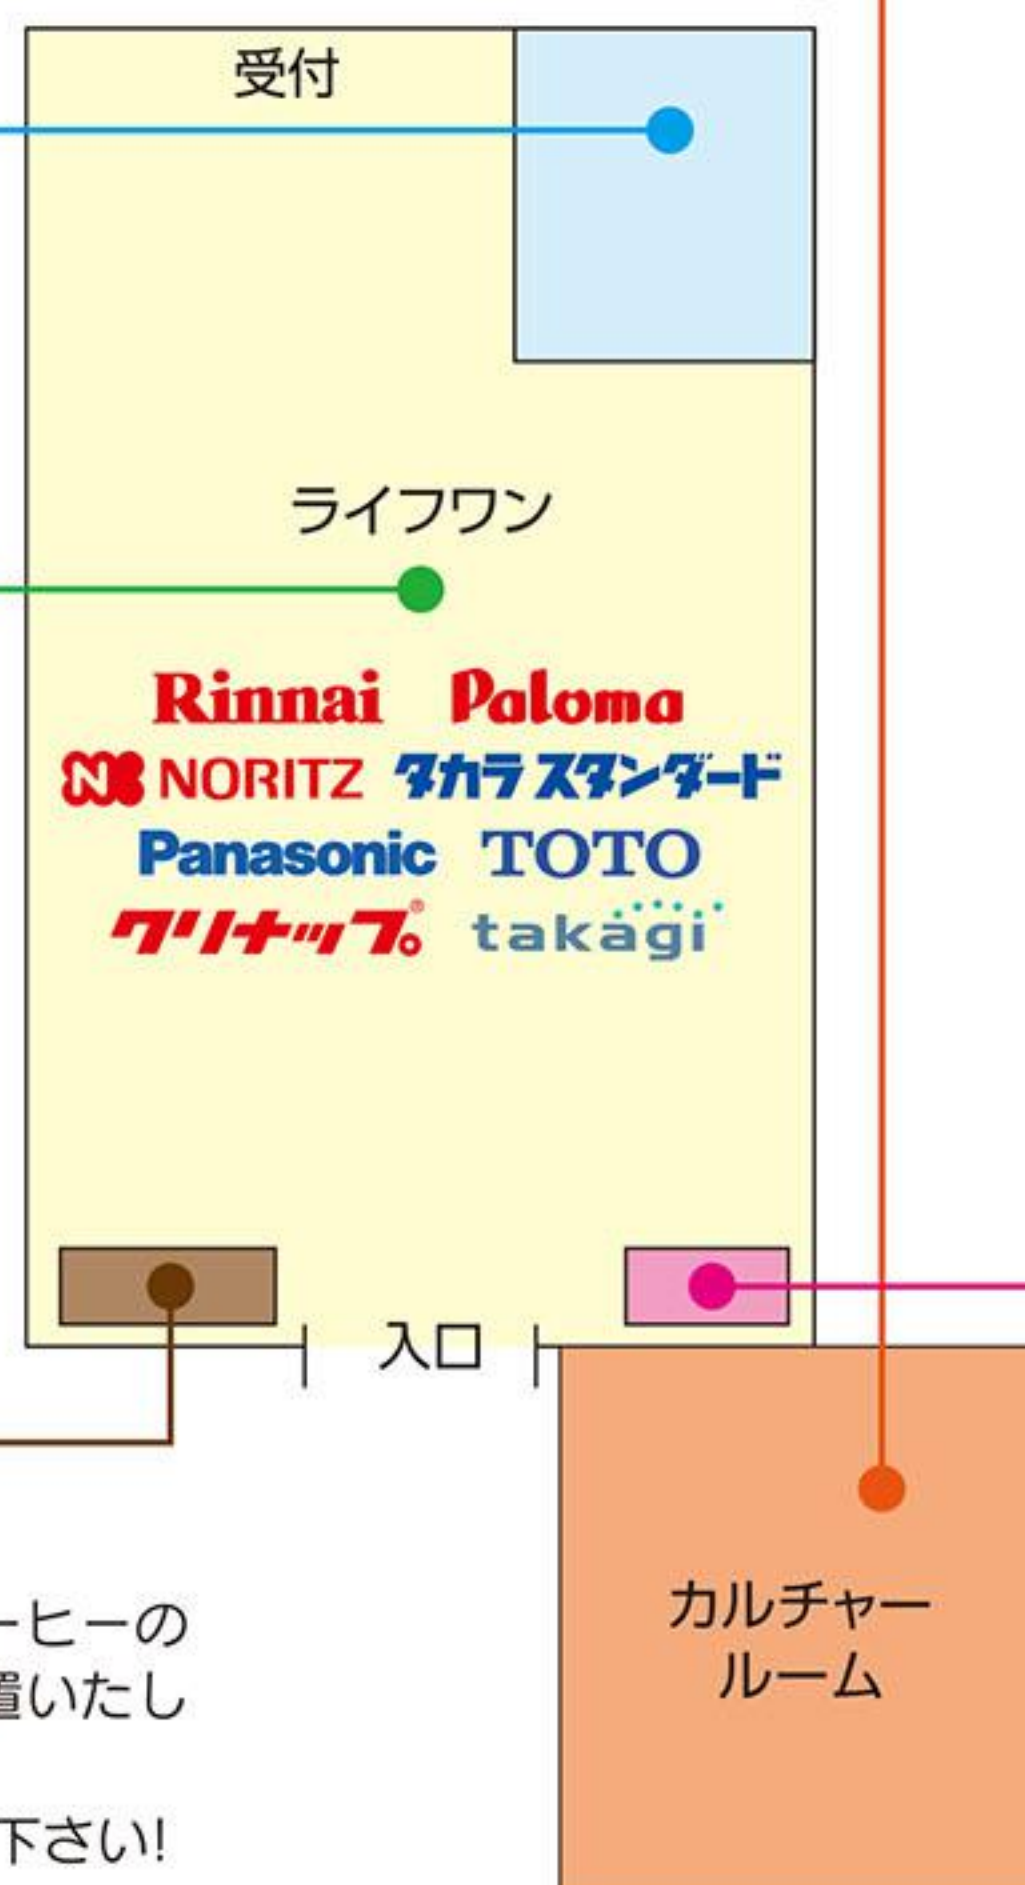 受付
ライフワン
Rinnai Paloma
NORITZ タカラスタンダード
Panasonic TOTO
クリナップ® takagi
入口
カルチャー
ルーム
ーヒーの
置いたし
下さい!